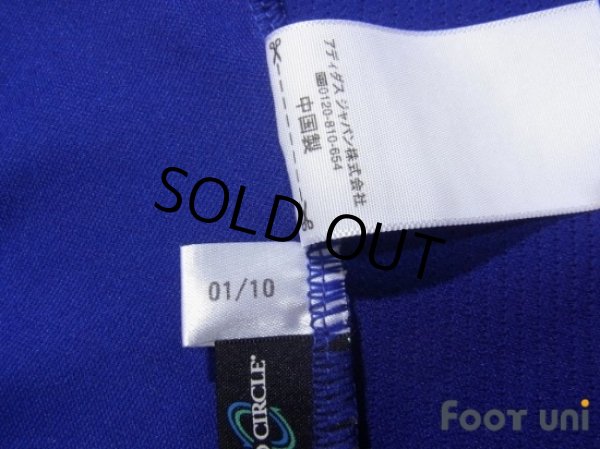 アディダス ジャパン株式会社
☎0120-810-654
中国製
SOLD OUT
01/10
CIRCLE®
FOOT UNI